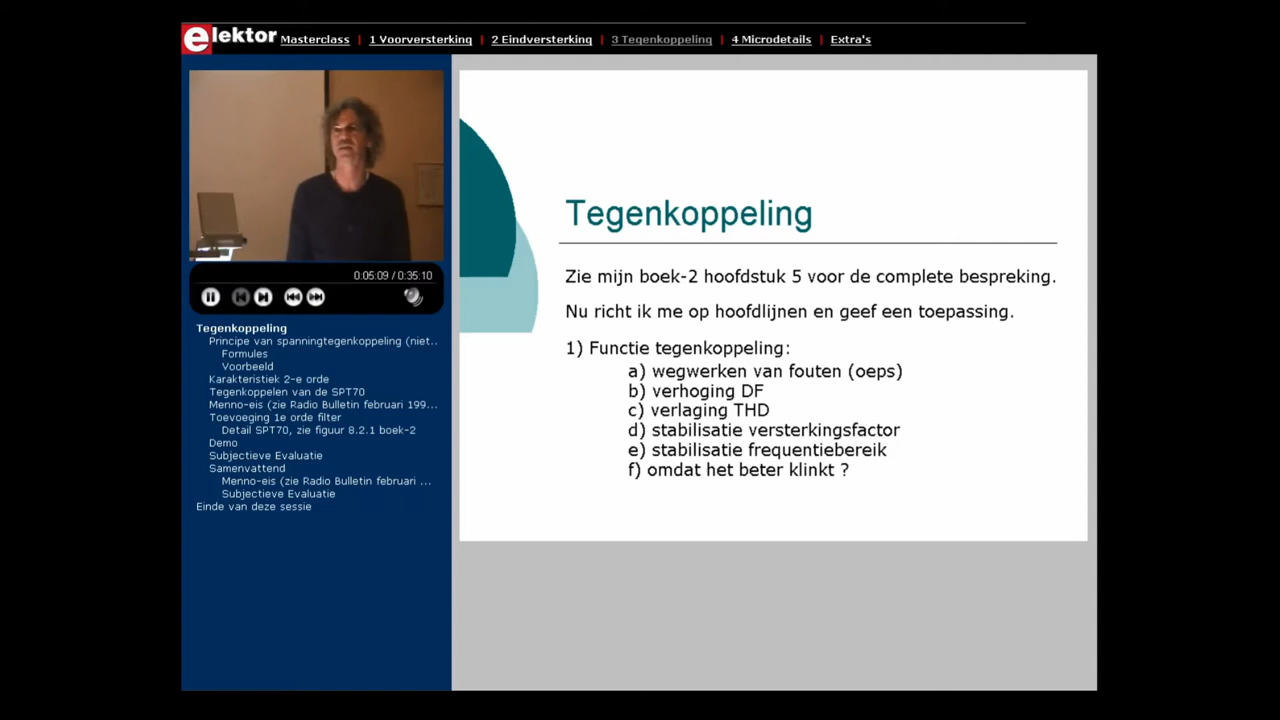 elektor Masterclass | 1 Voorversterking | 2 Eindversterking | 3 Tegenkoppeling | 4 Microdetails | Extra's
0:05:09 / 0:35:10
Tegenkoppeling
Principe van spanningtegenkoppeling (niet..
Formules
Voorbeeld
Karakteristiek 2-e orde
Tegenkoppelen van de SPT70
Menno-eis (zie Radio Bulletin februari 199...
Toevoeging 1e orde filter
Detail SPT70, zie figuur 8.2.1 boek-2
Demo
Subjectieve Evaluatie
Samenvattend
Menno-eis (zie Radio Bulletin februari ...
Subjectieve Evaluatie
Einde van deze sessie
Tegenkoppeling
Zie mijn boek-2 hoofdstuk 5 voor de complete bespreking.
Nu richt ik me op hoofdlijnen en geef een toepassing.
1) Functie tegenkoppeling:
a) wegwerken van fouten (oeps)
b) verhoging DF
c) verlaging THD
d) stabilisatie versterkingsfactor
e) stabilisatie frequentiebereik
f) omdat het beter klinkt ?